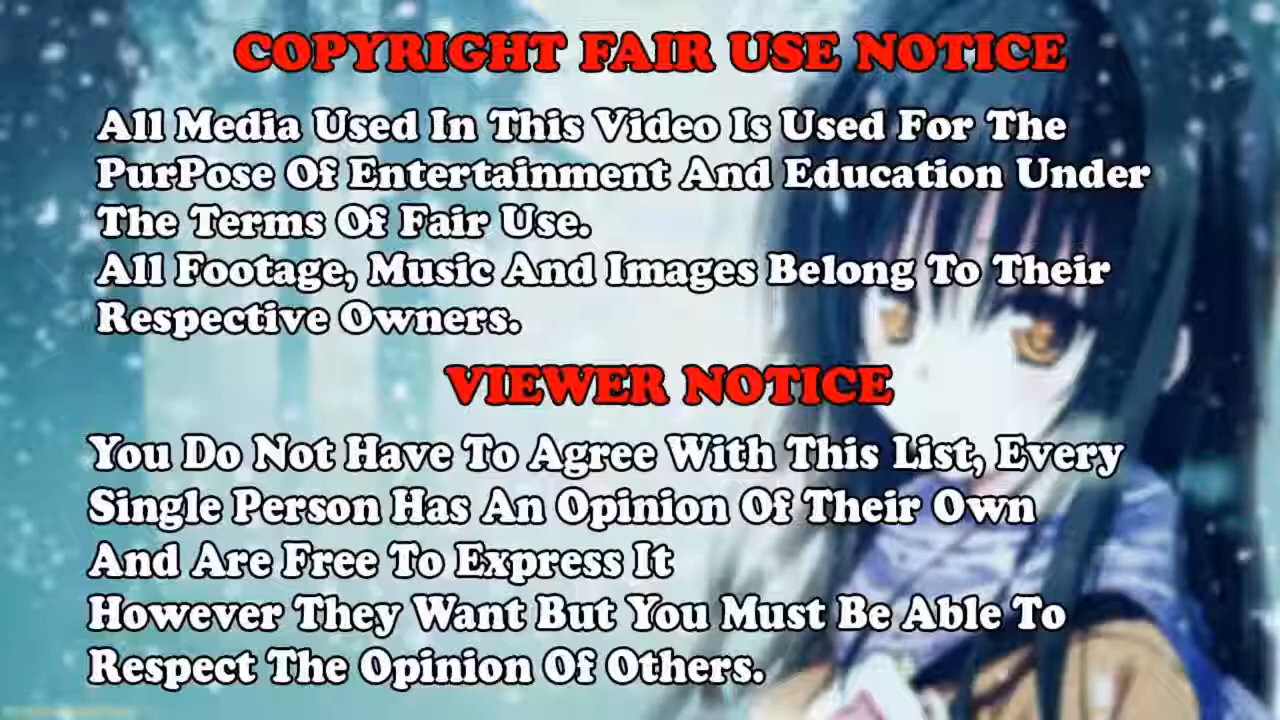 COPYRIGHT FAIR USE NOTICE
All Media Used In This Video Is Used For The
PurPose Of Entertainment And Education Under
The Terms Of Fair Use.
All Footage, Music And Images Belong To Their
Respective Owners.
VIEWER NOTICE
You Do Not Have To Agree With This List, Every
Single Person Has An Opinion Of Their Own
And Are Free To Express It
However They Want But You Must Be Able To
Respect The Opinion Of Others.